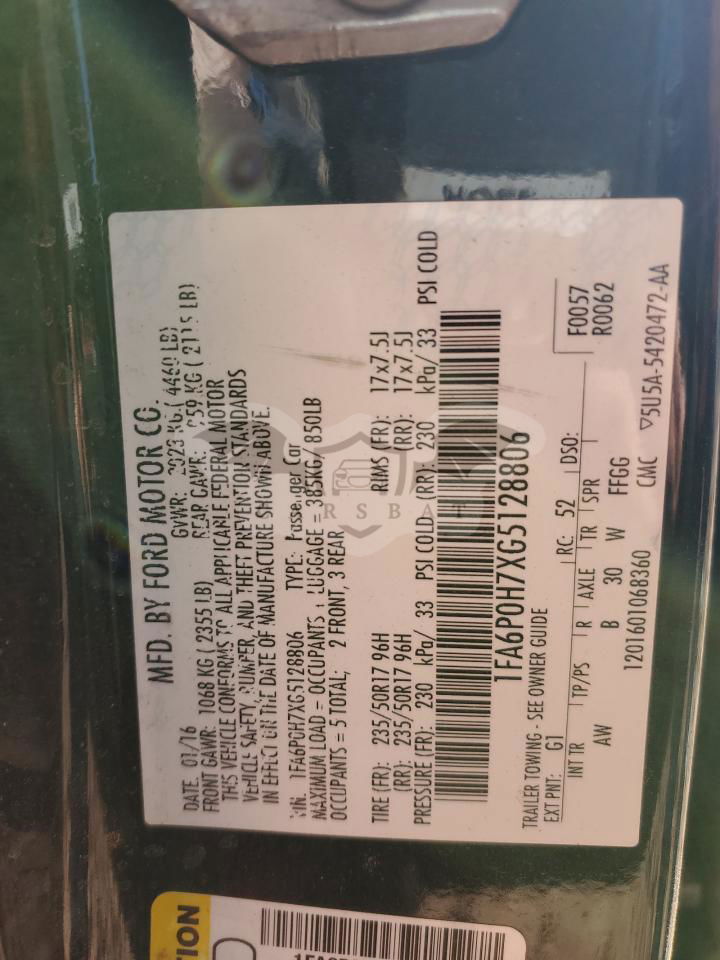 MFD. BY FORD MOTOR CO.
DATE: 01/16 GVWR: 2023 KG ( 4460 LB)
FRONT GAWR: 1068 KG ( 2355 LB) REAR GAWR: 959 KG ( 2115 LB)
THIS VEHICLE CONFORMS TO ALL APPLICABLE FEDERAL MOTOR
VEHICLE SAFETY, BUMPER, AND THEFT PREVENTION STANDARDS
IN EFFECT ON THE DATE OF MANUFACTURE SHOWN ABOVE.
VIN: 1FA6P0H7XG5128806 TYPE: Passenger Car
MAXIMUM LOAD = OCCUPANTS + LUGGAGE = 385KG / 850LB
OCCUPANTS = 5 TOTAL; 2 FRONT, 3 REAR
TIRE (FR): 235/50R17 96H RIMS (FR): 17x7.5J
(RR): 235/50R17 96H (RR): 17x7.5J
PRESSURE (FR): 230 kPa/ 33 PSI COLD (RR): 230 kPa/ 33 PSI COLD
1FA6P0H7XG5128806
TRAILER TOWING - SEE OWNER GUIDE
EXT PNT: G1 RC: 52 DSO: F0057
R0062
INT TR TP/PS R AXLE TR SPR
AW B 30 W FFGG
1201601068360 CMC ▽5U5A-5420472-AA
RSBAT
TION